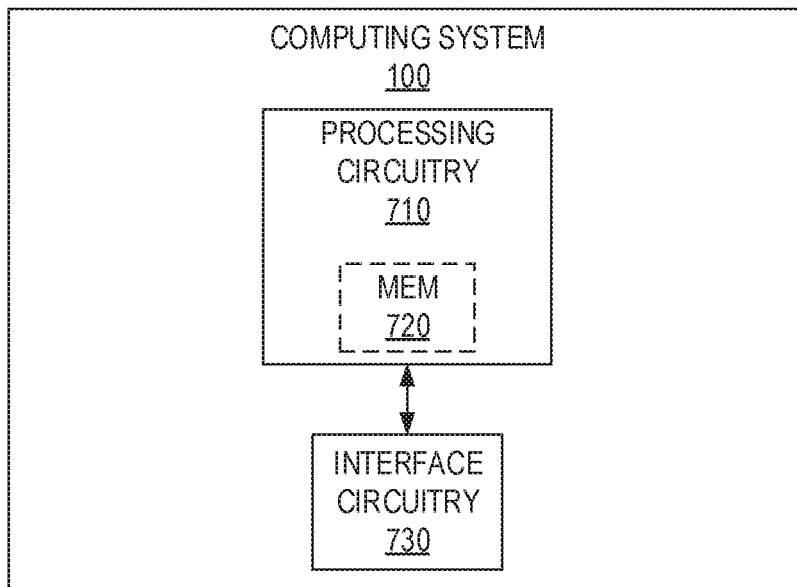 COMPUTING SYSTEM
100
PROCESSING
CIRCUITRY
710
MEM
720
INTERFACE
CIRCUITRY
730